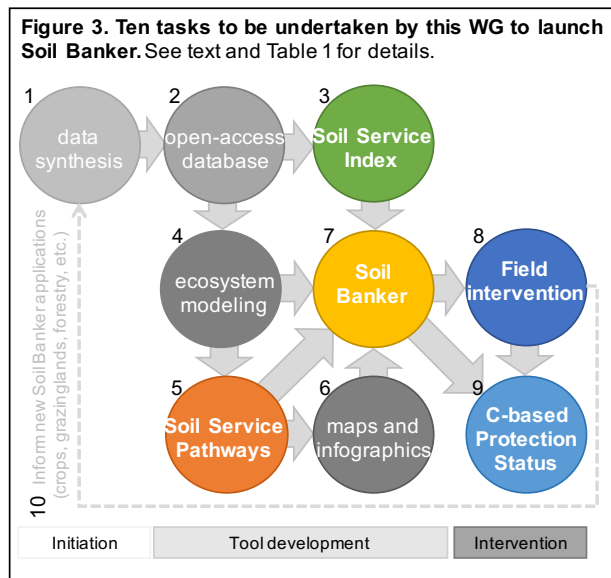 Figure 3. Ten tasks to be undertaken by this WG to launch
Soil Banker. See text and Table 1 for details.
1
data
synthesis
2
open-access
database
3
Soil Service
Index
4
ecosystem
modeling
7
Soil
Banker
8
Field
intervention
5
Soil Service
Pathways
6
maps and
infographics
9
C-based
Protection
Status
10
Inform new Soil Banker applications
(crops, grazinglands, forestry, etc.)
Initiation
Tool development
Intervention